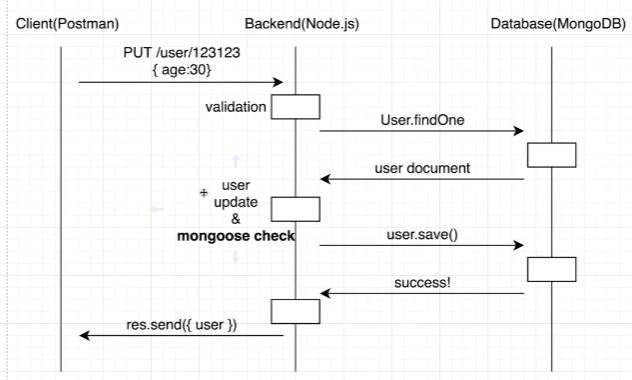 Client(Postman)
Backend(Node.js)
Database(MongoDB)
PUT /user/123123
{ age:30}
validation
User.findOne
user document
user
update
&
mongoose check
user.save()
success!
res.send({ user })